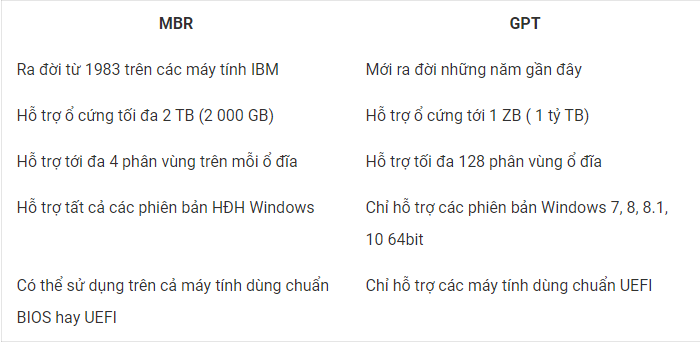 MBR
GPT
Ra đời từ 1983 trên các máy tính IBM
Mới ra đời những năm gần đây
Hỗ trợ ổ cứng tối đa 2 TB (2 000 GB)
Hỗ trợ ổ cứng tới 1 ZB ( 1 tỷ TB)
Hỗ trợ tới đa 4 phân vùng trên mỗi ổ đĩa
Hỗ trợ tối đa 128 phân vùng ổ đĩa
Hỗ trợ tất cả các phiên bản HĐH Windows
Chỉ hỗ trợ các phiên bản Windows 7, 8, 8.1,
10 64bit
Có thể sử dụng trên cả máy tính dùng chuẩn
BIOS hay UEFI
Chỉ hỗ trợ các máy tính dùng chuẩn UEFI